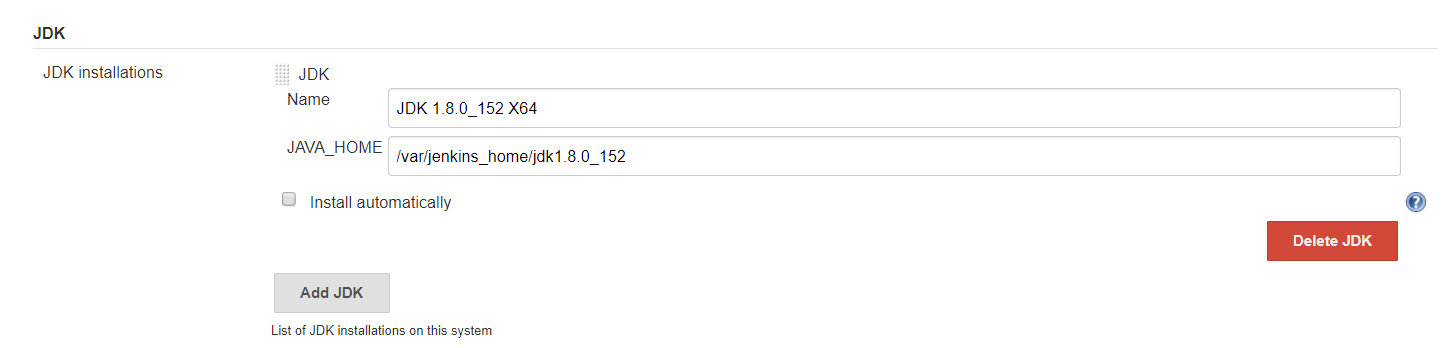 JDK
JDK installations
JDK
Name
JDK 1.8.0_152 X64
JAVA_HOME
/var/jenkins_home/jdk1.8.0_152
Install automatically
?
Delete JDK
Add JDK
List of JDK installations on this system